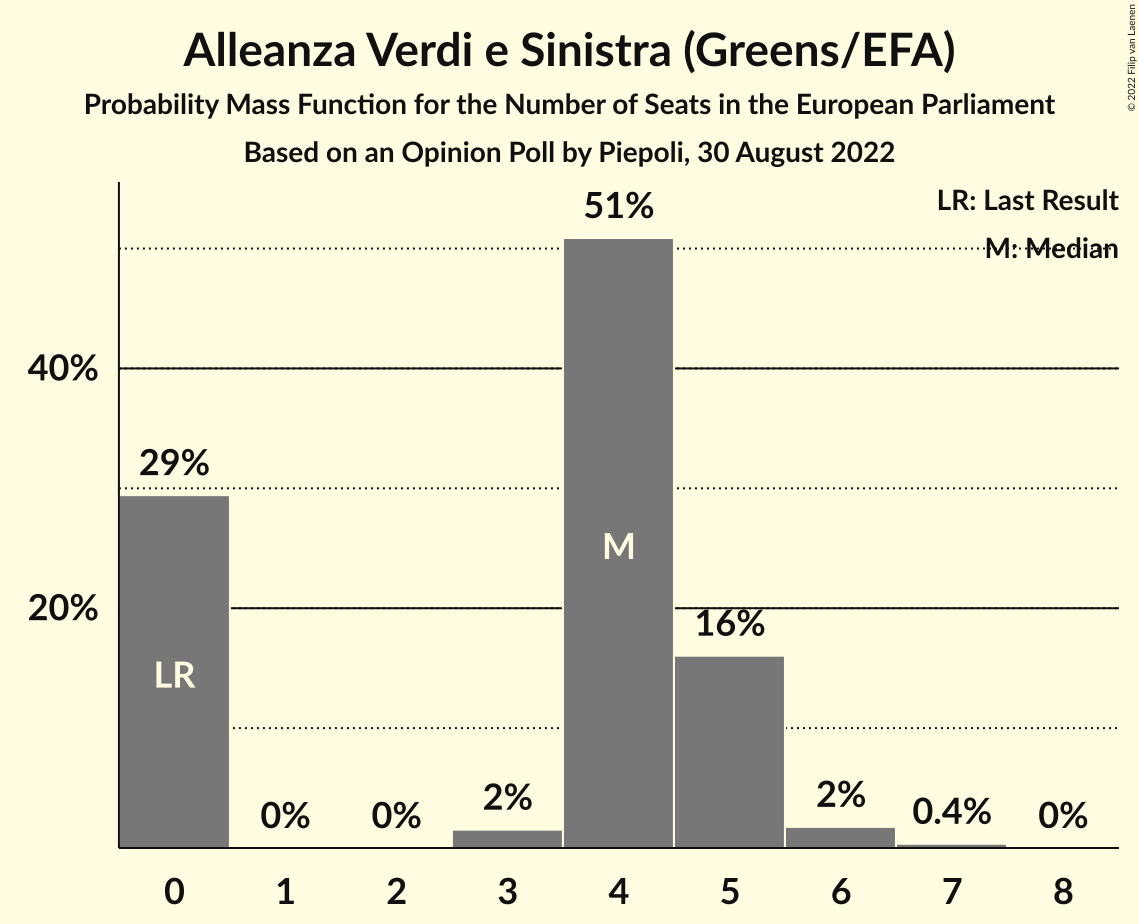 Alleanza Verdi e Sinistra (Greens/EFA)
Probability Mass Function for the Number of Seats in the European Parliament
Based on an Opinion Poll by Piepoli, 30 August 2022
© 2022 Filip van Laenen
LR: Last Result
M: Median
51%
40%
29%
M
20%
16%
LR
2%
2%
0%
0%
0.4%
0%
0 1 2 3 4 5 6 7 8